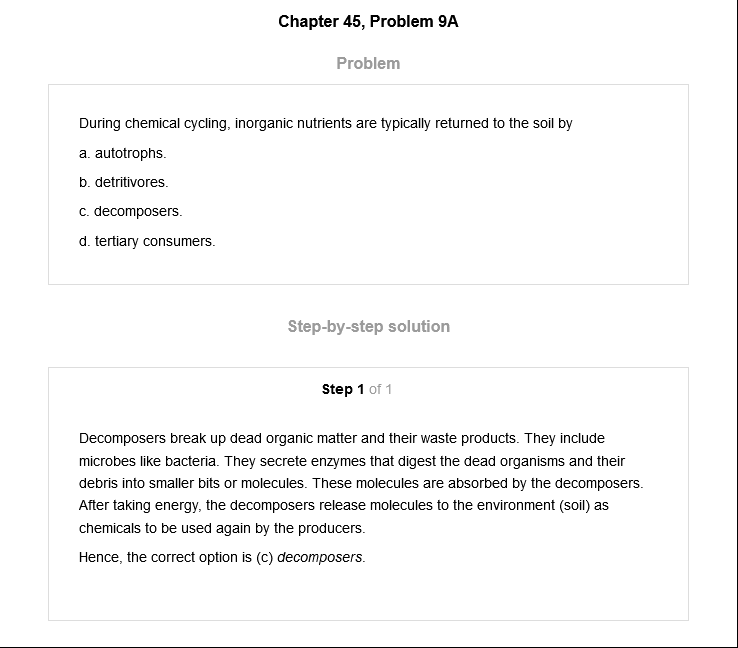 Chapter 45, Problem 9A
Problem
During chemical cycling, inorganic nutrients are typically returned to the soil by
a. autotrophs.
b. detritivores.
c. decomposers.
d. tertiary consumers.
Step-by-step solution
Step 1 of 1
Decomposers break up dead organic matter and their waste products. They include
microbes like bacteria. They secrete enzymes that digest the dead organisms and their
debris into smaller bits or molecules. These molecules are absorbed by the decomposers.
After taking energy, the decomposers release molecules to the environment (soil) as
chemicals to be used again by the producers.
Hence, the correct option is (c) decomposers.